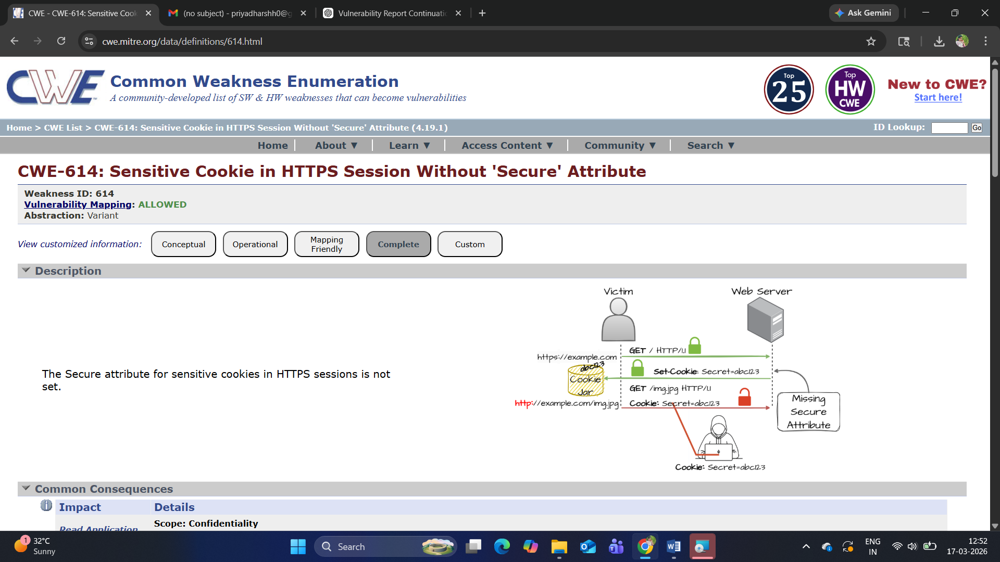 CWE - CWE-614: Sensitive Cook
(no subject) - priyadharshh0@g
Vulnerability Report Continuatio
Ask Gemini
cwe.mitre.org/data/definitions/614.html
CWE
Common Weakness Enumeration
A community-developed list of SW & HW weaknesses that can become vulnerabilities
Top
25
Top
HW
CWE
New to CWE?
Start here!
Home > CWE List > CWE-614: Sensitive Cookie in HTTPS Session Without 'Secure' Attribute (4.19.1)
ID Lookup:
Go
Home
About ▼
Learn ▼
Access Content ▼
Community ▼
Search ▼
CWE-614: Sensitive Cookie in HTTPS Session Without 'Secure' Attribute
Weakness ID: 614
Vulnerability Mapping: ALLOWED
Abstraction: Variant
View customized information:
Conceptual
Operational
Mapping
Friendly
Complete
Custom
Description
The Secure attribute for sensitive cookies in HTTPS sessions is not
set.
Victim
Web Server
GET / HTTP/1.1
https://example.com
abc123
Set-Cookie: Secret=abc123
Cookie
Jar
GET /img.jpg HTTP/1.1
http://example.com/img.jpg
Cookie: Secret=abc123
Missing
Secure
Attribute
Cookie: Secret=abc123
Common Consequences
Impact
Details
Scope: Confidentiality
Read Application
1
32°C
Sunny
Search
ENG
IN
12:52
17-03-2026